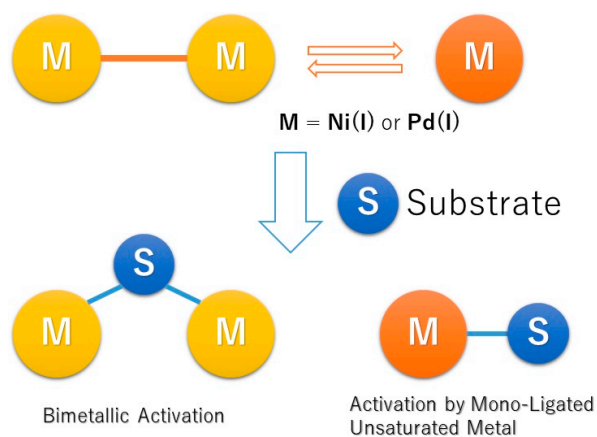 M M M
M = Ni(I) or Pd(I)
S Substrate
S
M M M S
Bimetallic Activation
Activation by Mono-Ligated
Unsaturated Metal